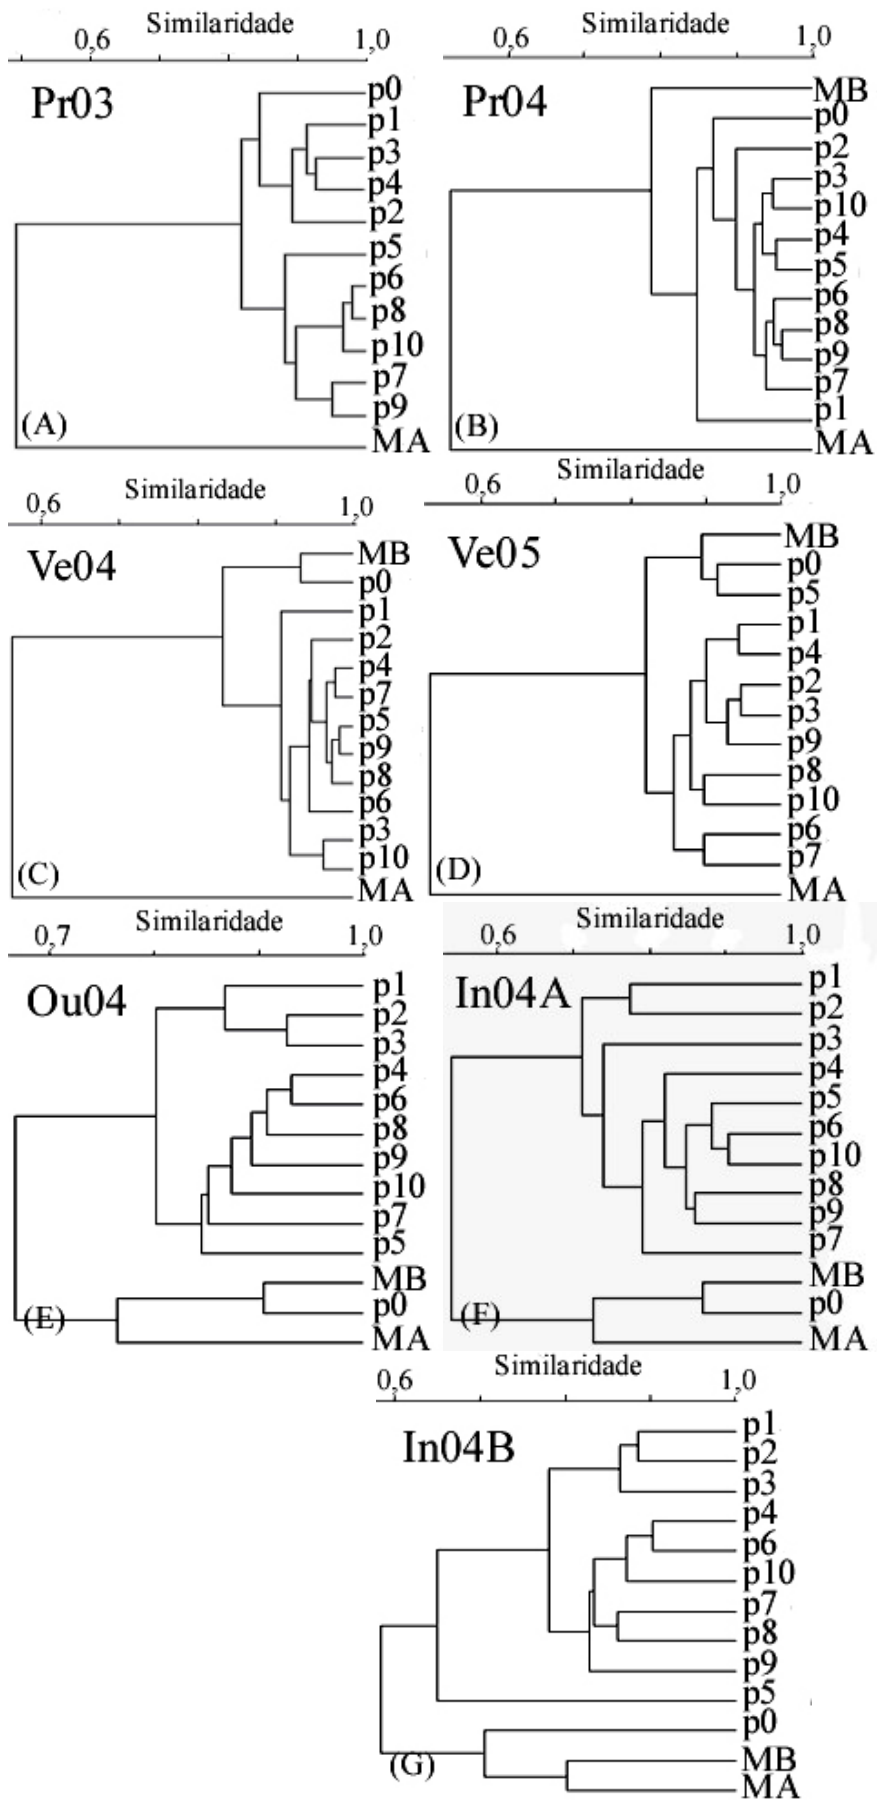 Similaridade
0,6 1,0
Pr03
p0
p1
p3
p4
p2
p5
p6
p8
p10
p7
p9
MA
(A)
Similaridade
0,6 1,0
Pr04
MB
p0
p2
p3
p10
p4
p5
p6
p8
p9
p7
p1
MA
(B)
Similaridade
0,6 1,0
Ve04
MB
p0
p1
p2
p4
p7
p5
p9
p8
p6
p3
p10
MA
(C)
Similaridade
0,6 1,0
Ve05
MB
p0
p5
p1
p4
p2
p3
p9
p8
p10
p6
p7
MA
(D)
Similaridade
0,7 1,0
Ou04
p1
p2
p3
p4
p6
p8
p9
p10
p7
p5
MB
p0
MA
(E)
Similaridade
0,6 1,0
In04A
p1
p2
p3
p4
p5
p6
p10
p8
p9
p7
MB
p0
MA
(F)
Similaridade
0,6 1,0
In04B
p1
p2
p3
p4
p6
p10
p7
p8
p9
p5
p0
MB
MA
(G)